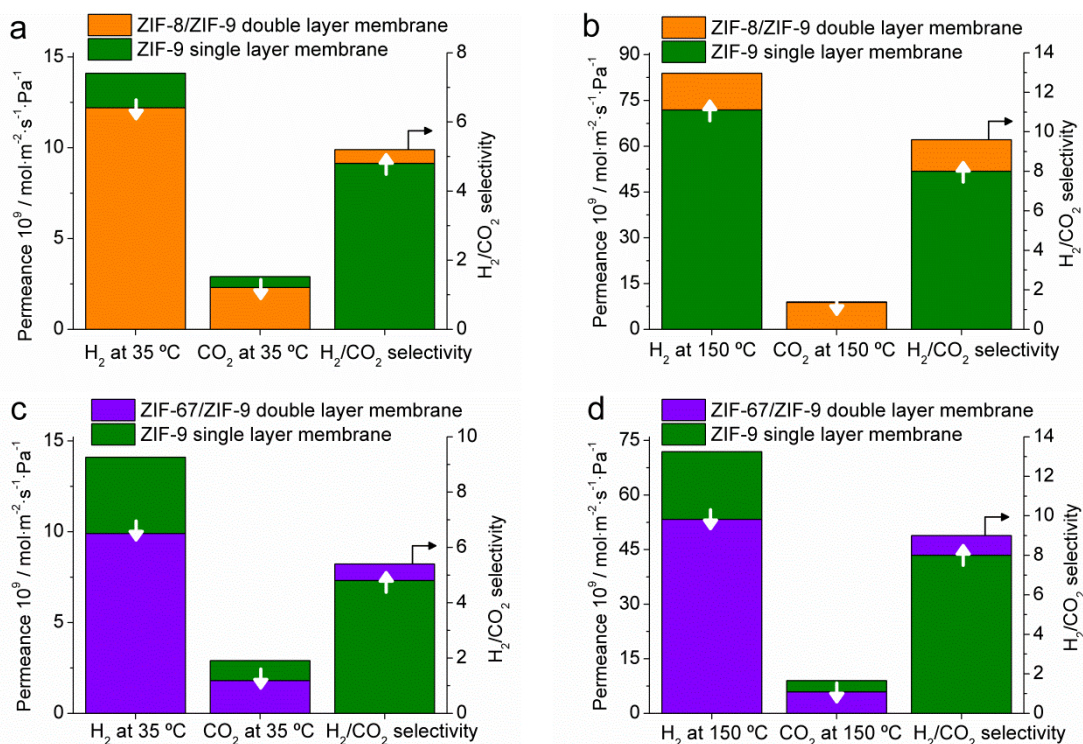 a
ZIF-8/ZIF-9 double layer membrane
ZIF-9 single layer membrane
Permeance 10⁹ / mol·m⁻²·s⁻¹·Pa⁻¹
15
10
5
0
8
6
4
2
0
H₂/CO₂ selectivity
H₂ at 35 ºC
CO₂ at 35 ºC
H₂/CO₂ selectivity
b
ZIF-8/ZIF-9 double layer membrane
ZIF-9 single layer membrane
Permeance 10⁹ / mol·m⁻²·s⁻¹·Pa⁻¹
90
75
60
45
30
15
0
14
12
10
8
6
4
2
0
H₂/CO₂ selectivity
H₂ at 150 ºC
CO₂ at 150 ºC
H₂/CO₂ selectivity
c
ZIF-67/ZIF-9 double layer membrane
ZIF-9 single layer membrane
Permeance 10⁹ / mol·m⁻²·s⁻¹·Pa⁻¹
15
10
5
0
10
8
6
4
2
0
H₂/CO₂ selectivity
H₂ at 35 ºC
CO₂ at 35 ºC
H₂/CO₂ selectivity
d
ZIF-67/ZIF-9 double layer membrane
ZIF-9 single layer membrane
Permeance 10⁹ / mol·m⁻²·s⁻¹·Pa⁻¹
75
60
45
30
15
0
14
12
10
8
6
4
2
0
H₂/CO₂ selectivity
H₂ at 150 ºC
CO₂ at 150 ºC
H₂/CO₂ selectivity